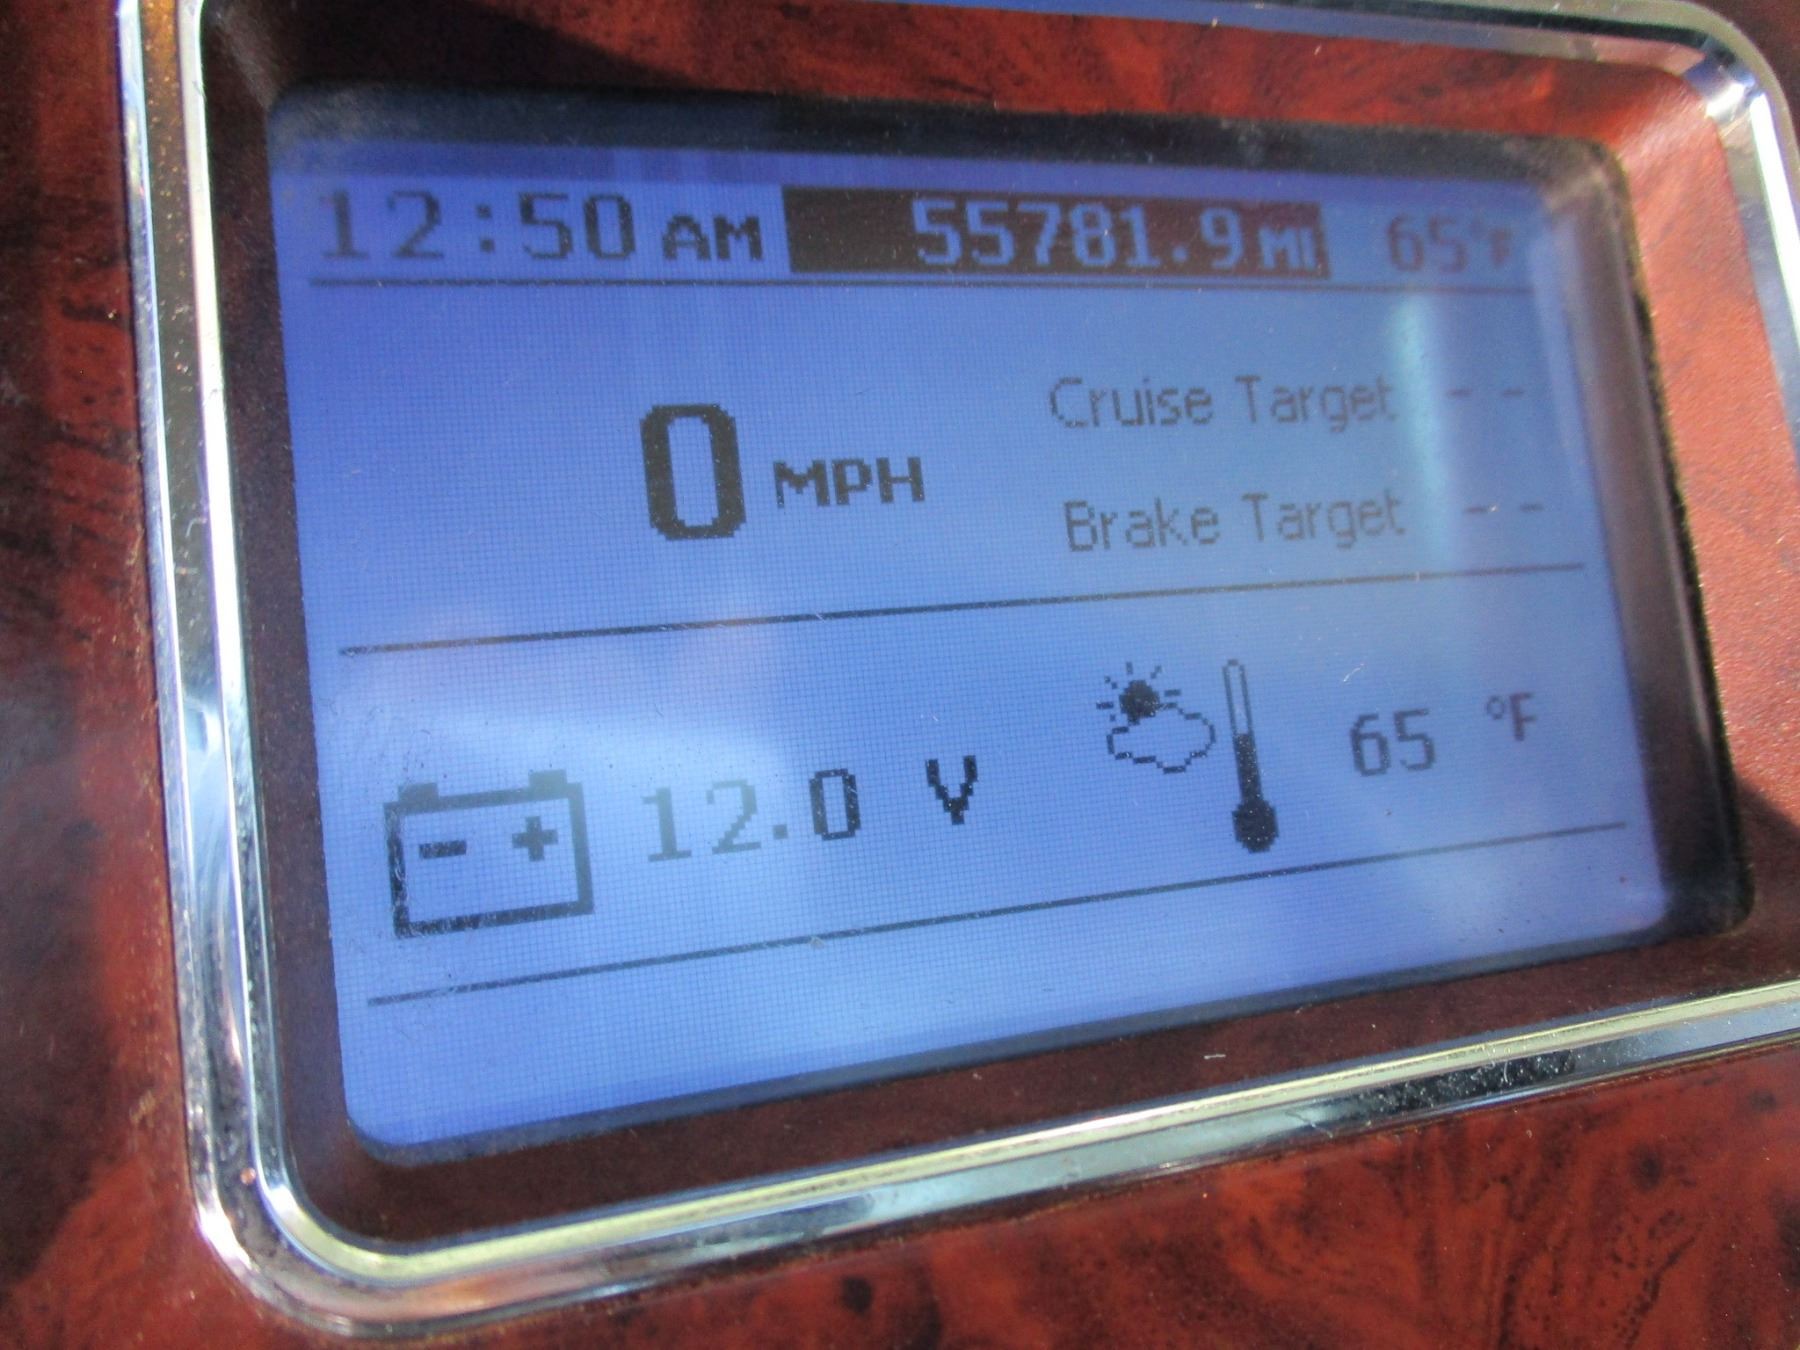 12:50 AM 55781.9 MI 65°F
Cruise Target - -
0 MPH
Brake Target - -
- + 12.0 V 65 °F